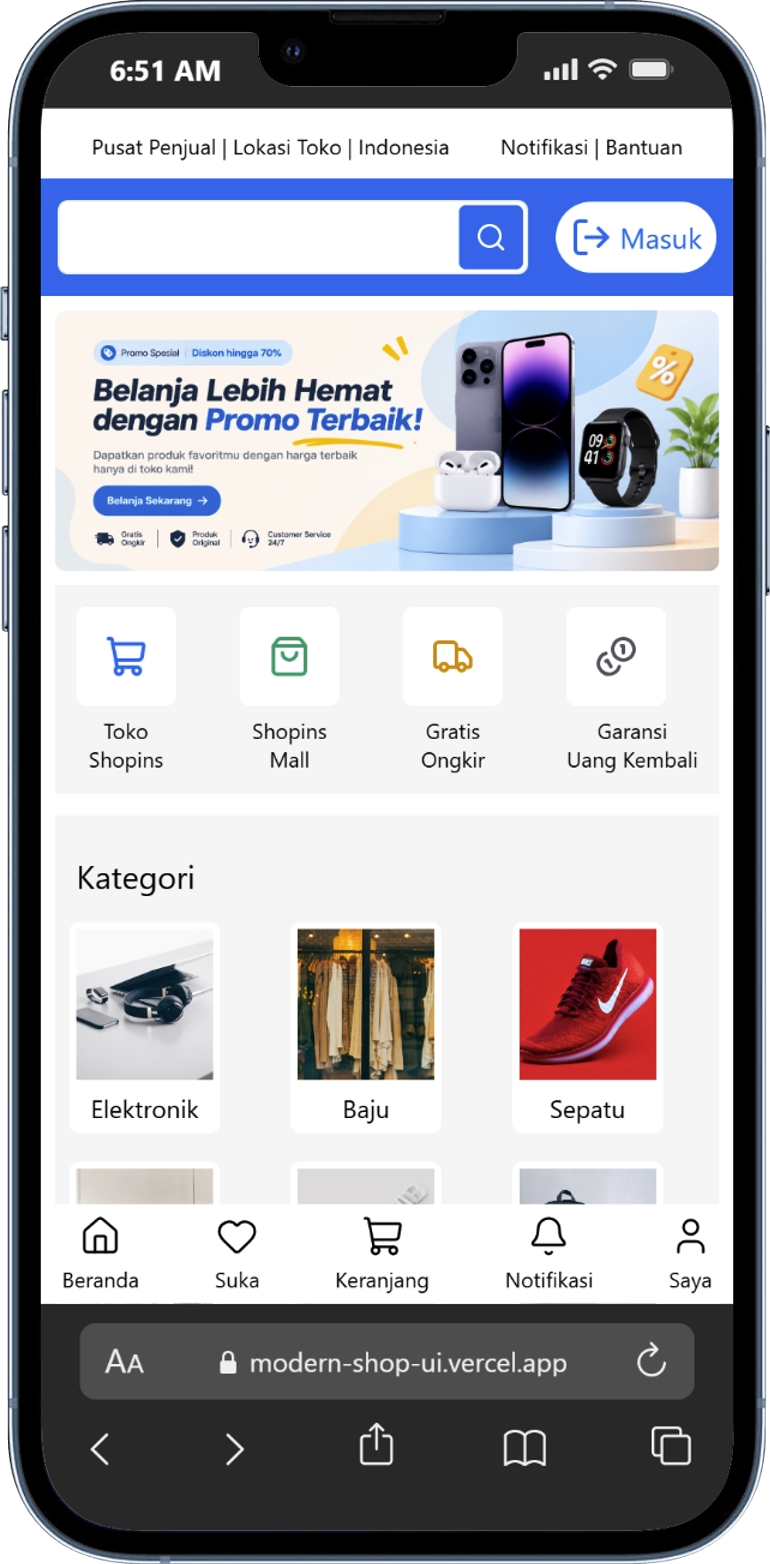 6:51 AM
Pusat Penjual | Lokasi Toko | Indonesia Notifikasi | Bantuan
Masuk
Promo Spesial | Diskon hingga 70%
Belanja Lebih Hemat
dengan Promo Terbaik!
Dapatkan produk favoritmu dengan harga terbaik
hanya di toko kami!
Belanja Sekarang →
Gratis
Ongkir
Produk
Original
Customer Service
24/7
%
09
41
Toko
Shopins
Shopins
Mall
Gratis
Ongkir
1
1
Garansi
Uang Kembali
Kategori
Elektronik
Baju
Sepatu
Beranda
Suka
Keranjang
Notifikasi
Saya
AA
modern-shop-ui.vercel.app